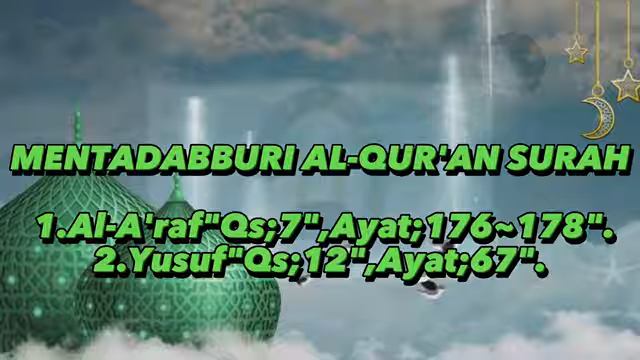 MENTADABBURI AL-QUR'AN SURAH
1.Al-A'raf"Qs;7",Ayat;176~178".
2.Yusuf"Qs;12",Ayat;67".